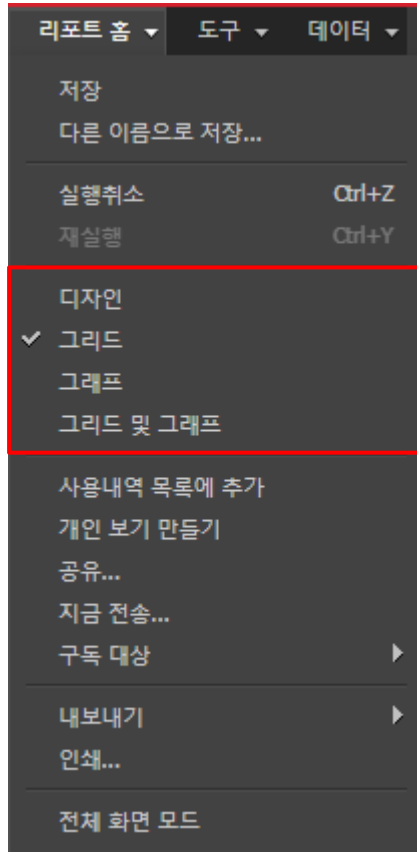 리포트 홈 도구 데이터
저장
다른 이름으로 저장...
실행취소 Ctrl+Z
재실행 Ctrl+Y
디자인
그리드
그래프
그리드 및 그래프
사용내역 목록에 추가
개인 보기 만들기
공유...
지금 전송...
구독 대상
내보내기
인쇄...
전체 화면 모드